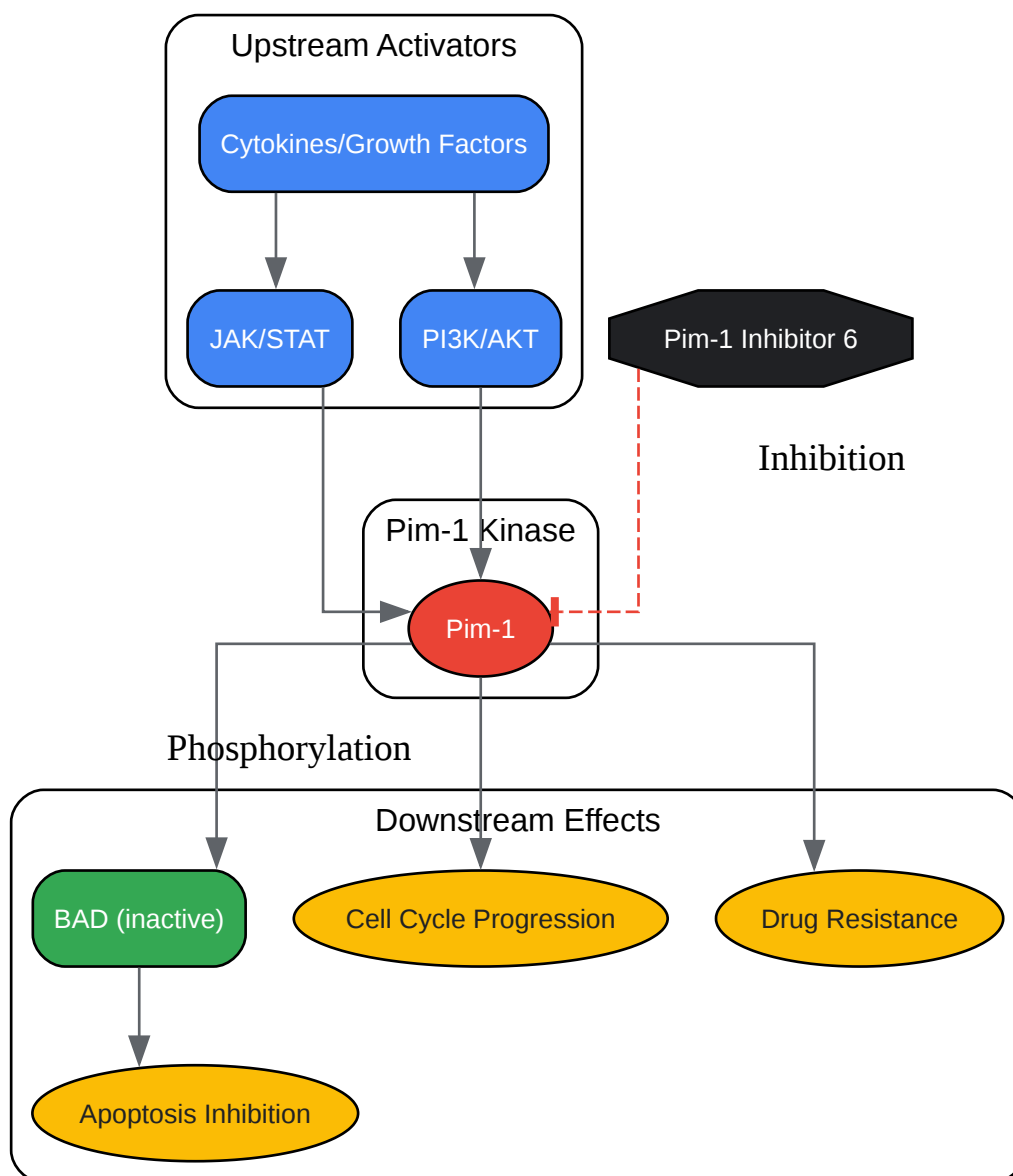 Upstream Activators
Cytokines/Growth Factors
JAK/STAT
PI3K/AKT
Pim-1 Inhibitor 6
Inhibition
Pim-1 Kinase
Pim-1
Phosphorylation
Downstream Effects
BAD (inactive)
Cell Cycle Progression
Drug Resistance
Apoptosis Inhibition